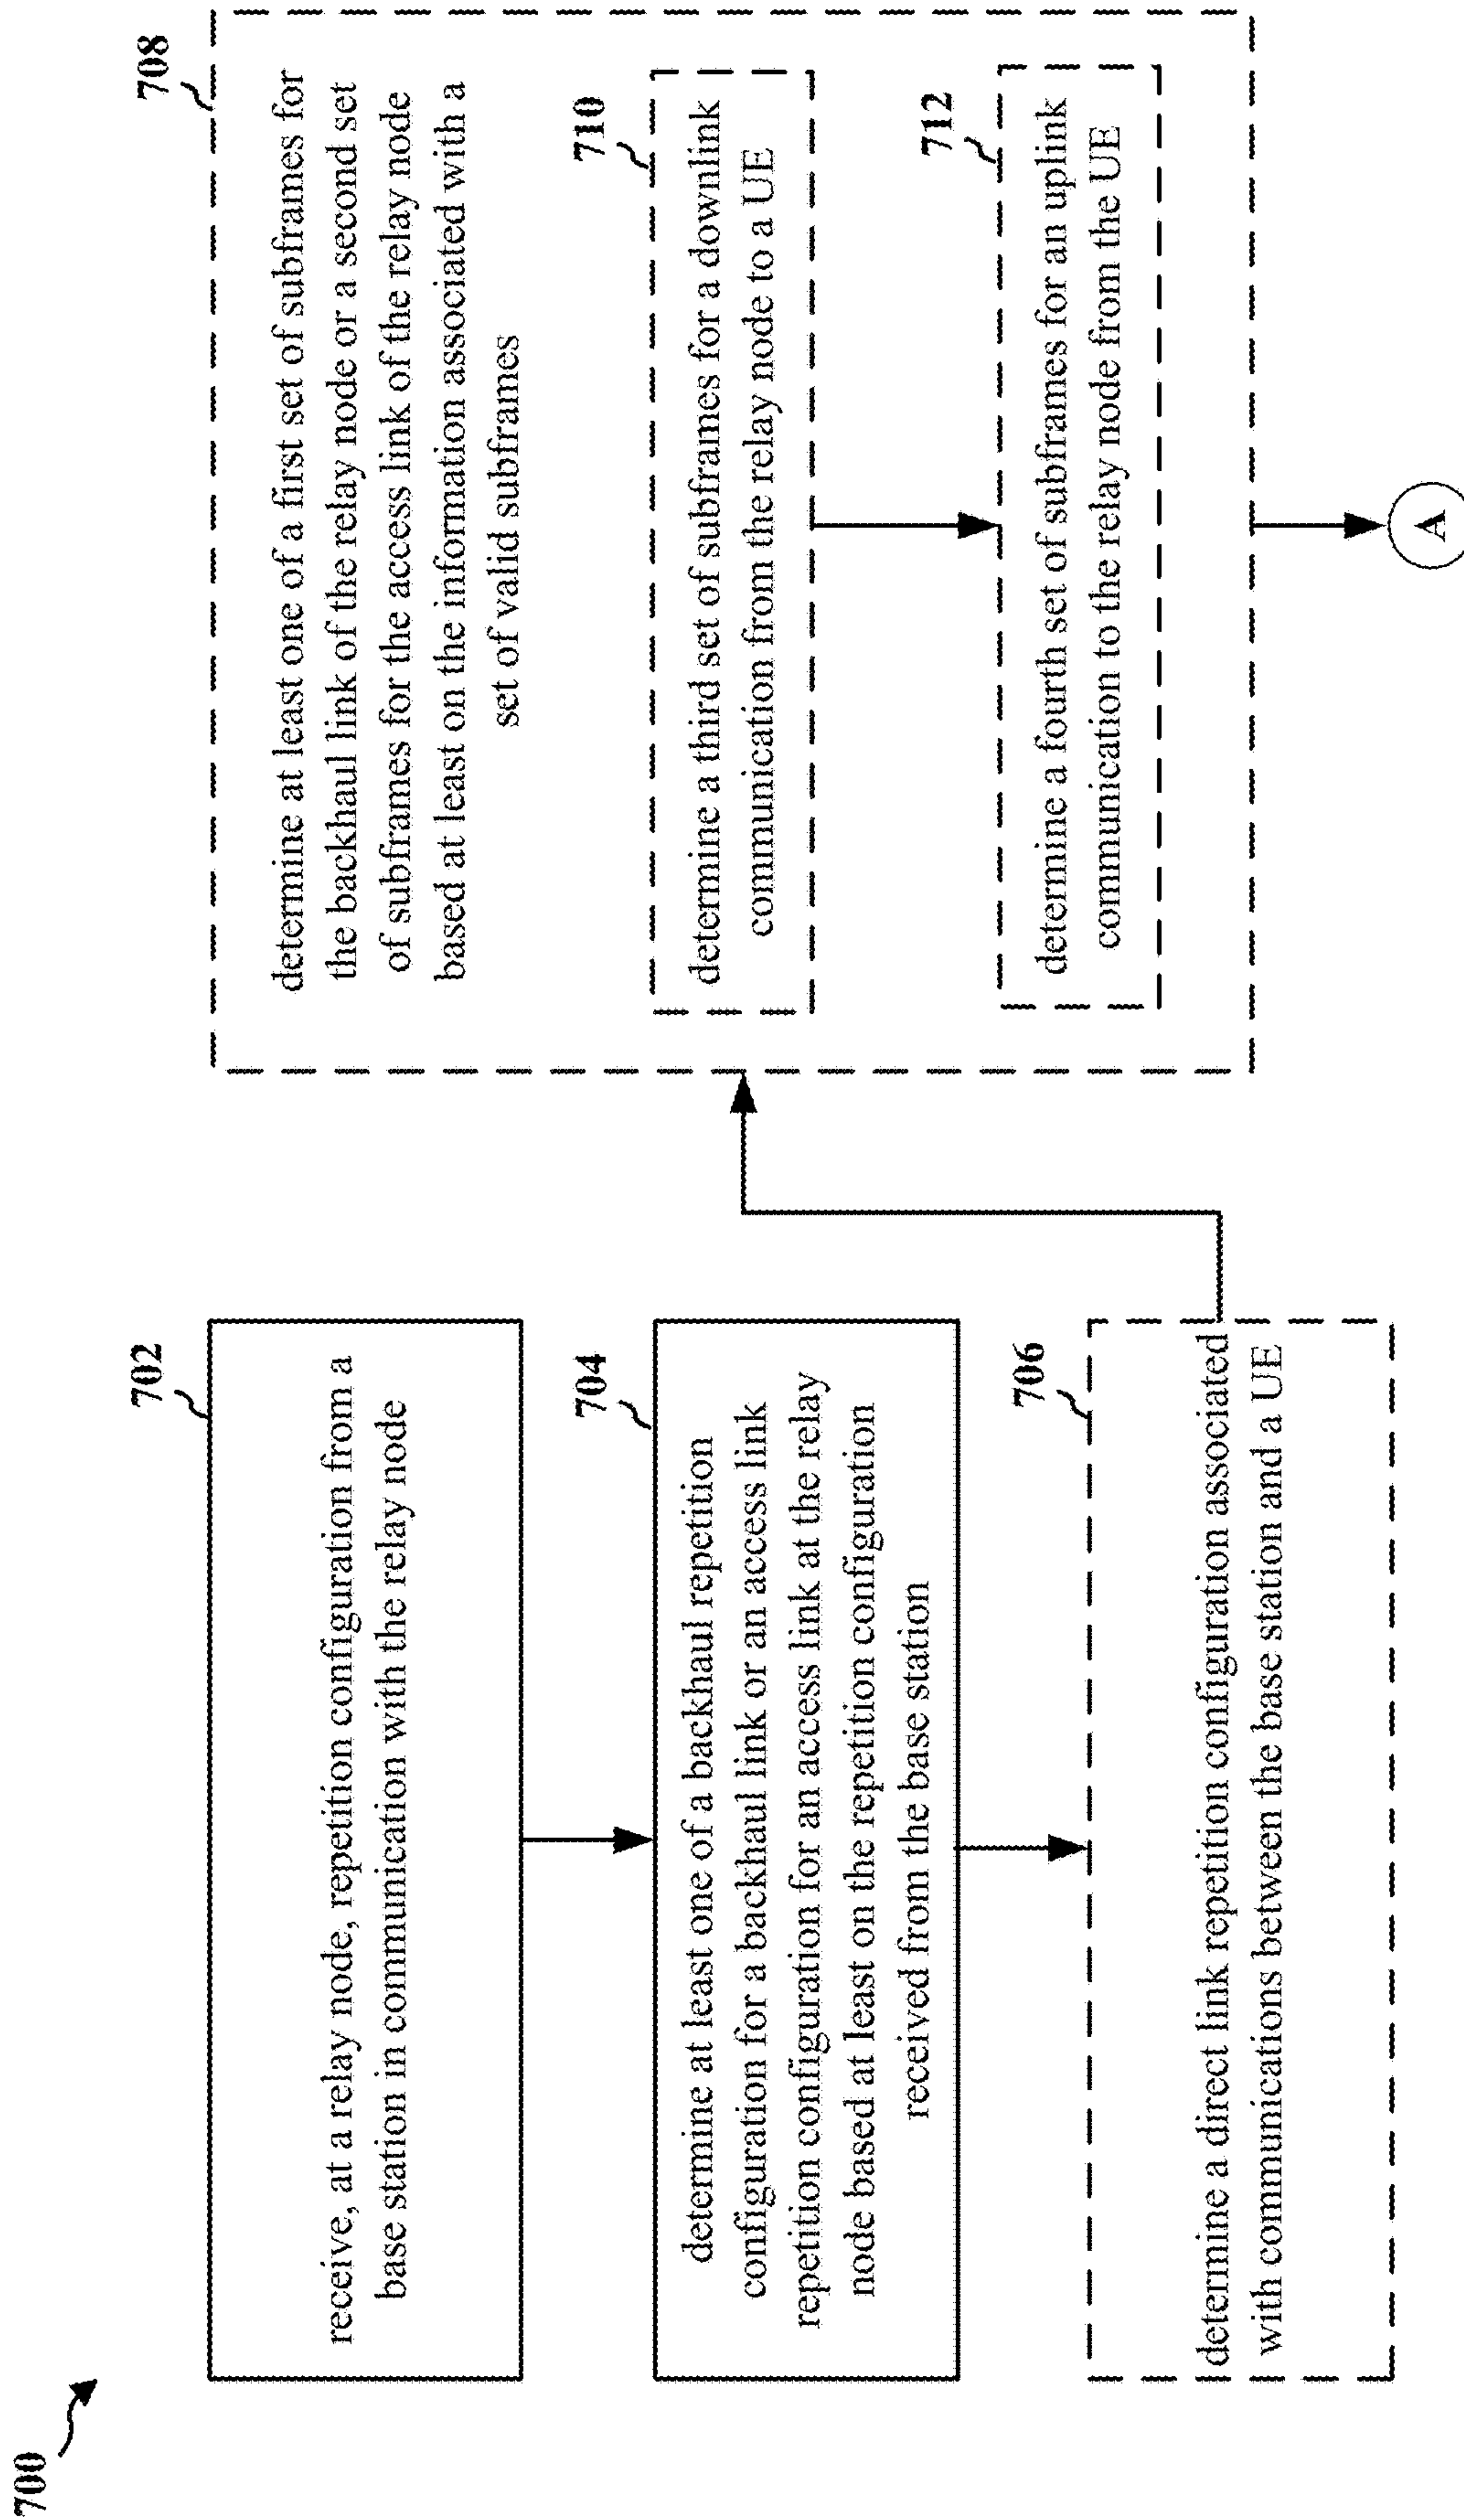 700
702
receive, at a relay node, repetition configuration from a
base station in communication with the relay node
704
determine at least one of a backhaul repetition
configuration for a backhaul link or an access link
repetition configuration for an access link at the relay
node based at least on the repetition configuration
received from the base station
706
determine a direct link repetition configuration associated
with communications between the base station and a UE
708
determine at least one of a first set of subframes for
the backhaul link of the relay node or a second set
of subframes for the access link of the relay node
based at least on the information associated with a
set of valid subframes
710
determine a third set of subframes for a downlink
communication from the relay node to a UE
712
determine a fourth set of subframes for an uplink
communication to the relay node from the UE
A